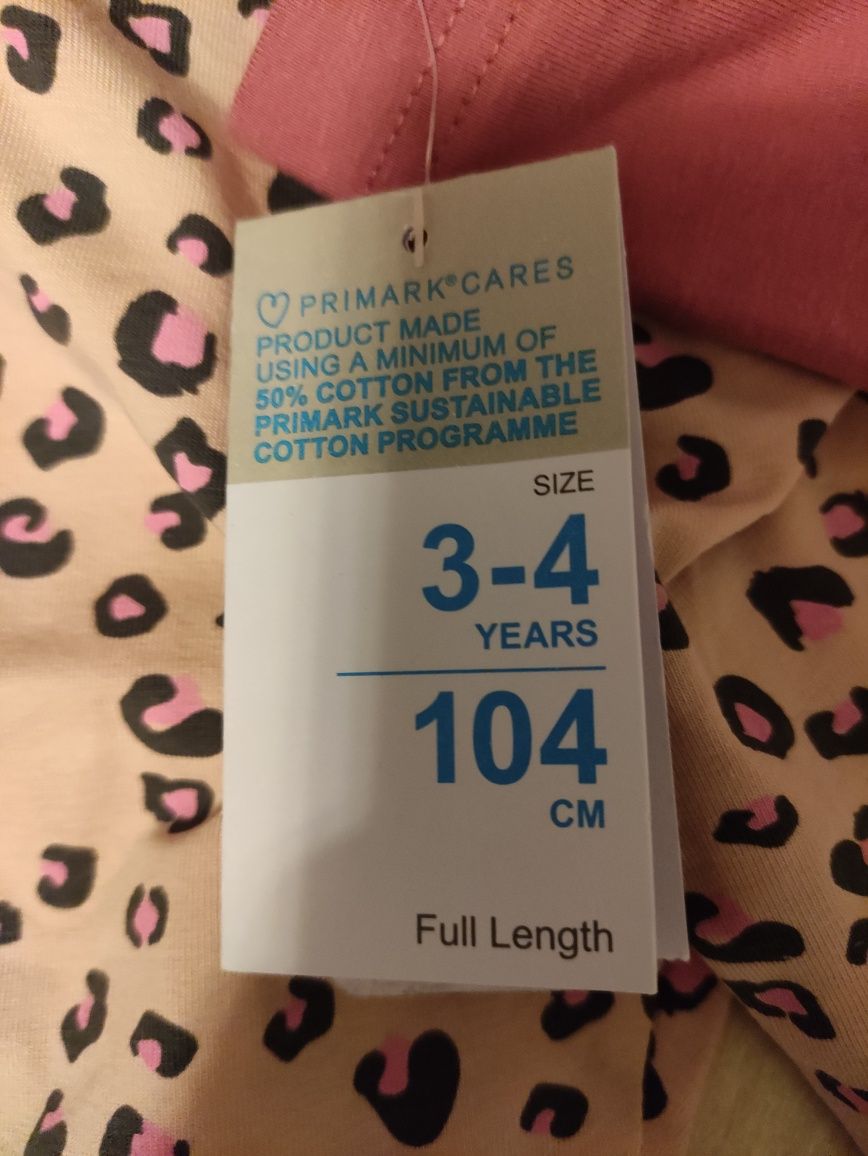 PRIMARK®CARES
PRODUCT MADE
USING A MINIMUM OF
50% COTTON FROM THE
PRIMARK SUSTAINABLE
COTTON PROGRAMME
SIZE
3-4
YEARS
104
CM
Full Length